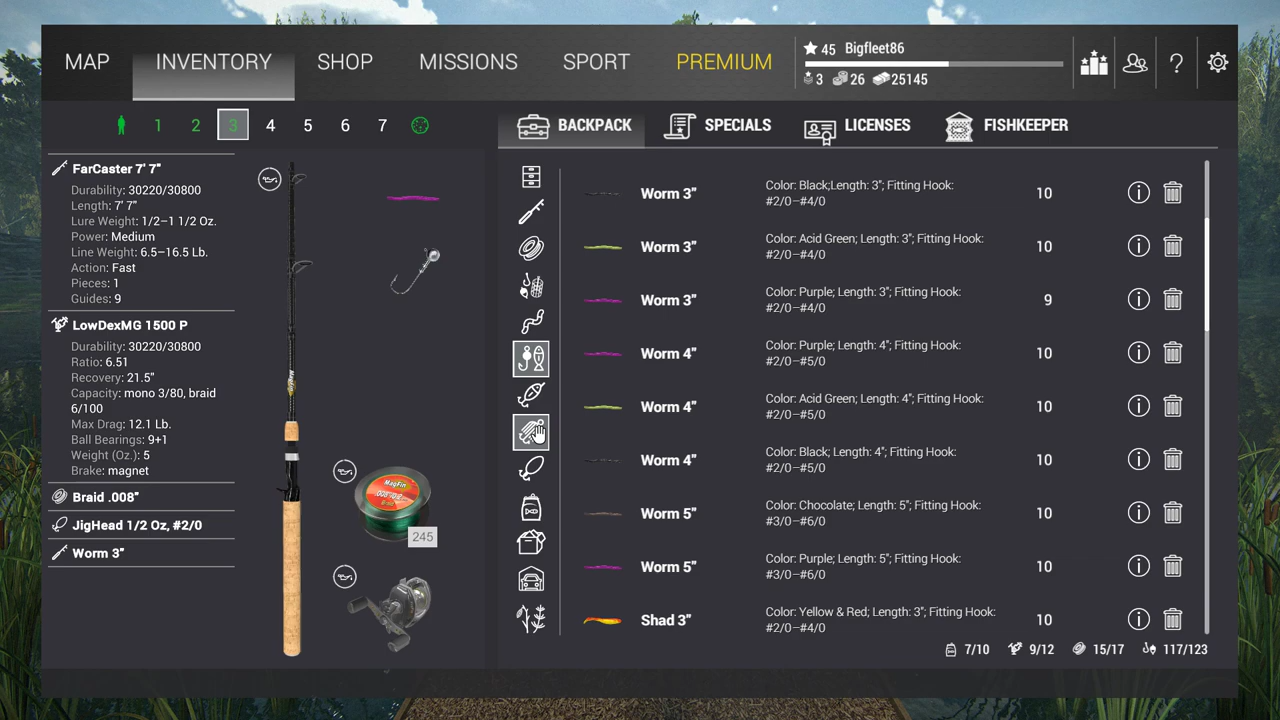 MAP INVENTORY SHOP MISSIONS SPORT PREMIUM
45 Bigfleet86
3 26 25145
?
1 2 3 4 5 6 7
BACKPACK SPECIALS LICENSES FISHKEEPER
FarCaster 7' 7"
Durability: 30220/30800
Length: 7' 7"
Lure Weight: 1/2–1 1/2 Oz.
Power: Medium
Line Weight: 6.5–16.5 Lb.
Action: Fast
Pieces: 1
Guides: 9
LowDexMG 1500 P
Durability: 30220/30800
Ratio: 6.51
Recovery: 21.5"
Capacity: mono 3/80, braid
6/100
Max Drag: 12.1 Lb.
Ball Bearings: 9+1
Weight (Oz.): 5
Brake: magnet
Braid .008"
JigHead 1/2 Oz, #2/0
Worm 3"
MagFin
245
Worm 3" Color: Black;Length: 3"; Fitting Hook: 10
#2/0–#4/0
Worm 3" Color: Acid Green; Length: 3"; Fitting Hook: 10
#2/0–#4/0
Worm 3" Color: Purple; Length: 3"; Fitting Hook: 9
#2/0–#4/0
Worm 4" Color: Purple; Length: 4"; Fitting Hook: 10
#2/0–#5/0
Worm 4" Color: Acid Green; Length: 4"; Fitting Hook: 10
#2/0–#5/0
Worm 4" Color: Black; Length: 4"; Fitting Hook: 10
#2/0–#5/0
Worm 5" Color: Chocolate; Length: 5"; Fitting Hook: 10
#3/0–#6/0
Worm 5" Color: Purple; Length: 5"; Fitting Hook: 10
#3/0–#6/0
Shad 3" Color: Yellow & Red; Length: 3"; Fitting Hook: 10
#2/0–#4/0
7/10 9/12 15/17 117/123